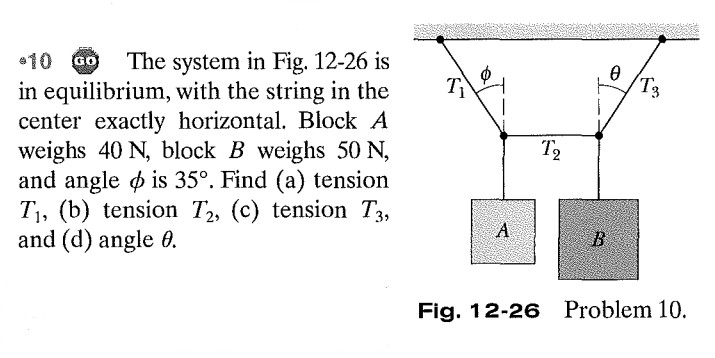 •10 GO The system in Fig. 12-26 is
in equilibrium, with the string in the
center exactly horizontal. Block A
weighs 40 N, block B weighs 50 N,
and angle ϕ is 35°. Find (a) tension
T₁, (b) tension T₂, (c) tension T₃,
and (d) angle θ.
T₁ ϕ θ T₃
T₂
A B
Fig. 12-26 Problem 10.